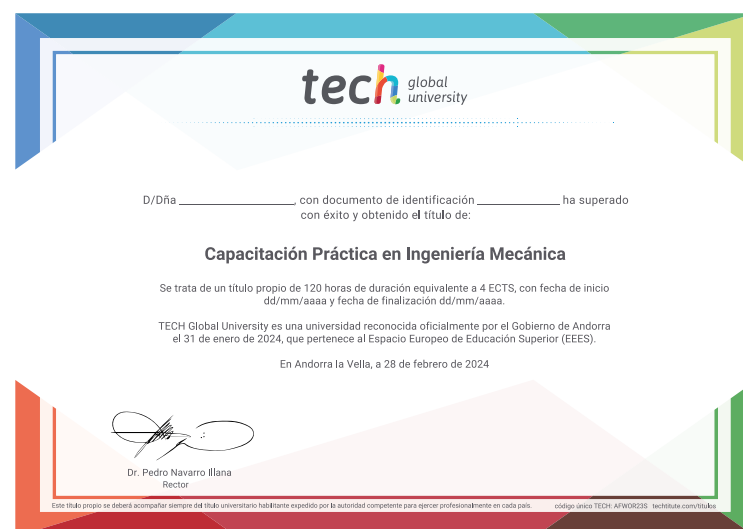 tech global university
D/Dña ____________________, con documento de identificación ______________ ha superado
con éxito y obtenido el título de:
Capacitación Práctica en Ingeniería Mecánica
Se trata de un título propio de 120 horas de duración equivalente a 4 ECTS, con fecha de inicio
dd/mm/aaaa y fecha de finalización dd/mm/aaaa.
TECH Global University es una universidad reconocida oficialmente por el Gobierno de Andorra
el 31 de enero de 2024, que pertenece al Espacio Europeo de Educación Superior (EEES).
En Andorra la Vella, a 28 de febrero de 2024
Dr. Pedro Navarro Illana
Rector
Este título propio se deberá acompañar siempre del título universitario habilitante expedido por la autoridad competente para ejercer profesionalmente en cada país. código único TECH: AFWOR23S techtitute.com/titulos